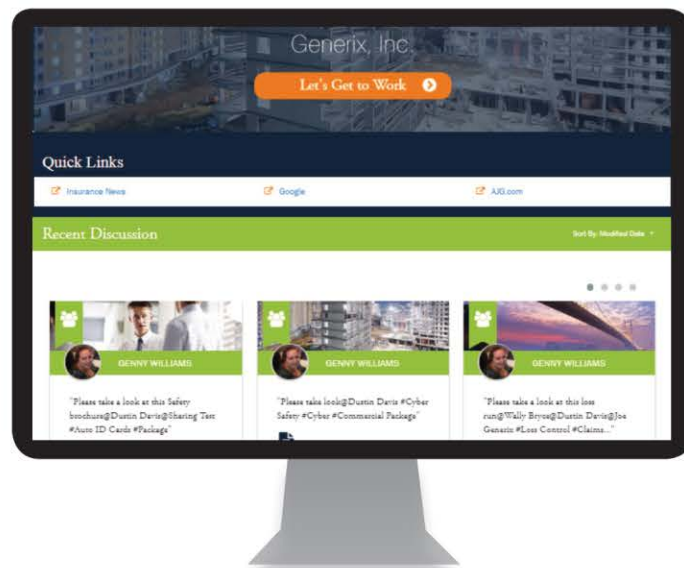 Generix, Inc.
Let's Get to Work
Quick Links
Insurance News
Google
AJG.com
Recent Discussion
Sort By: Modified Date
GENNY WILLIAMS
GENNY WILLIAMS
GENNY WILLIAMS
"Please take a look at this Safety
brochure@Dustin Davis@Sharing Test
#Auto ID Cards #Package"
"Please take look@Dustin Davis #Cyber
Safety #Cyber #Commercial Package"
"Please take a look at this loss
run@Wally Bryce@Dustin Davis@Joe
Generix #Loss Control #Claims..."